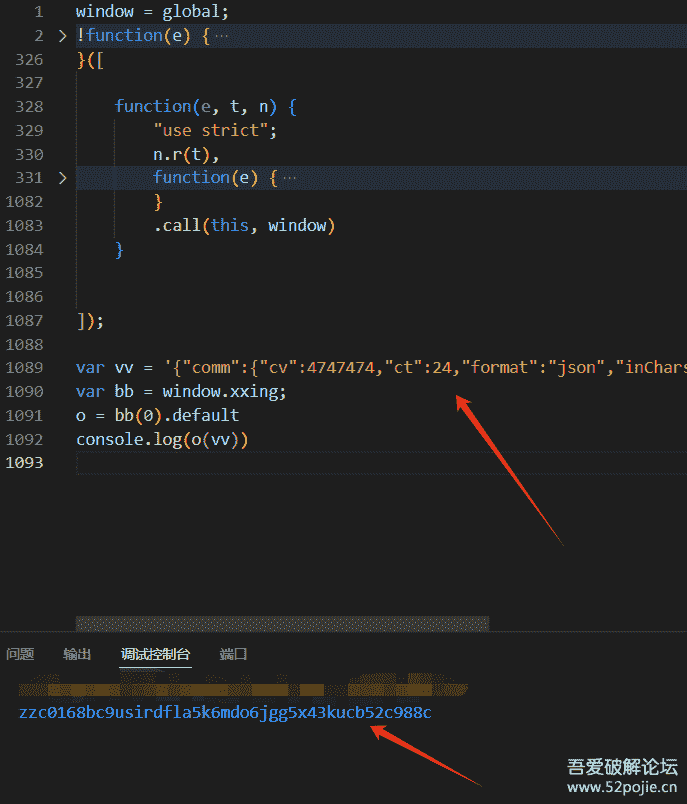 1 window = global;
2 > !function(e) { ···
326 }([
327
328 function(e, t, n) {
329 "use strict";
330 n.r(t),
331 > function(e) { ···
1082 }
1083 .call(this, window)
1084 }
1085
1086
1087 ]);
1088
1089 var vv = '{"comm":{"cv":4747474,"ct":24,"format":"json","inChars
1090 var bb = window.xxing;
1091 o = bb(0).default
1092 console.log(o(vv))
1093
问题 输出 调试控制台 端口
zzc0168bc9usirdfla5k6mdo6jgg5x43kucb52c988c
吾爱破解论坛
www.52pojie.cn